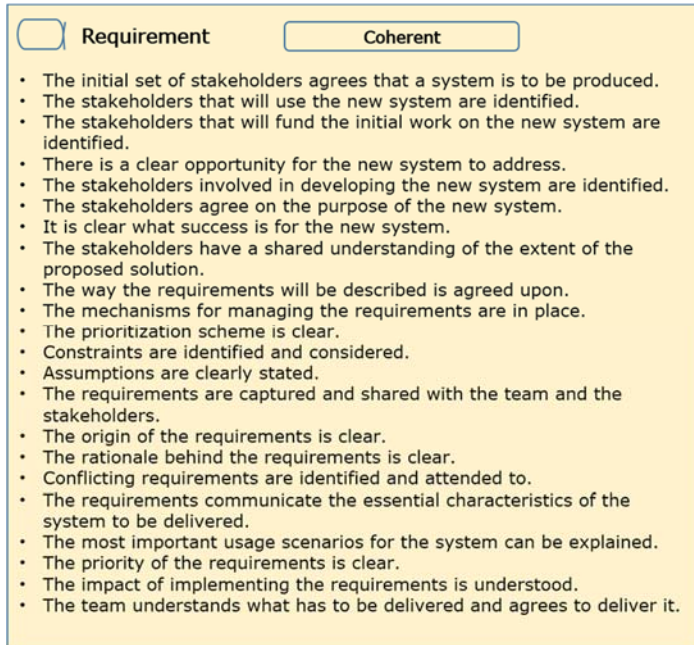 Requirement
Coherent
• The initial set of stakeholders agrees that a system is to be produced.
• The stakeholders that will use the new system are identified.
• The stakeholders that will fund the initial work on the new system are
identified.
• There is a clear opportunity for the new system to address.
• The stakeholders involved in developing the new system are identified.
• The stakeholders agree on the purpose of the new system.
• It is clear what success is for the new system.
• The stakeholders have a shared understanding of the extent of the
proposed solution.
• The way the requirements will be described is agreed upon.
• The mechanisms for managing the requirements are in place.
• The prioritization scheme is clear.
• Constraints are identified and considered.
• Assumptions are clearly stated.
• The requirements are captured and shared with the team and the
stakeholders.
• The origin of the requirements is clear.
• The rationale behind the requirements is clear.
• Conflicting requirements are identified and attended to.
• The requirements communicate the essential characteristics of the
system to be delivered.
• The most important usage scenarios for the system can be explained.
• The priority of the requirements is clear.
• The impact of implementing the requirements is understood.
• The team understands what has to be delivered and agrees to deliver it.